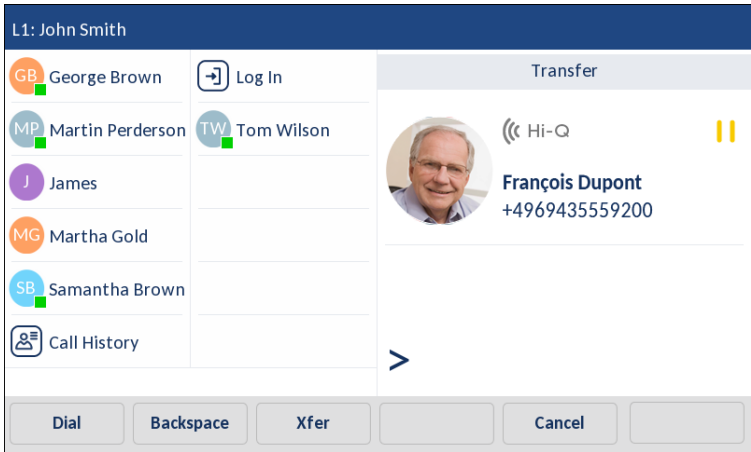 L1: John Smith
GB George Brown
MP Martin Perderson
J James
MG Martha Gold
SB Samantha Brown
Call History
Log In
TW Tom Wilson
Transfer
Hi-Q
François Dupont
+4969435559200
>
Dial Backspace Xfer Cancel